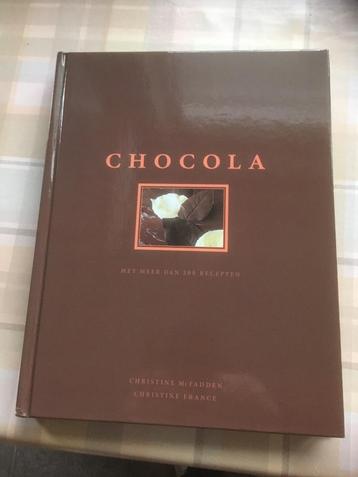 CHOCOLA
MET MEER DAN 200 RECEPTEN
CHRISTINE McFADDEN
CHRISTINE FRANCE